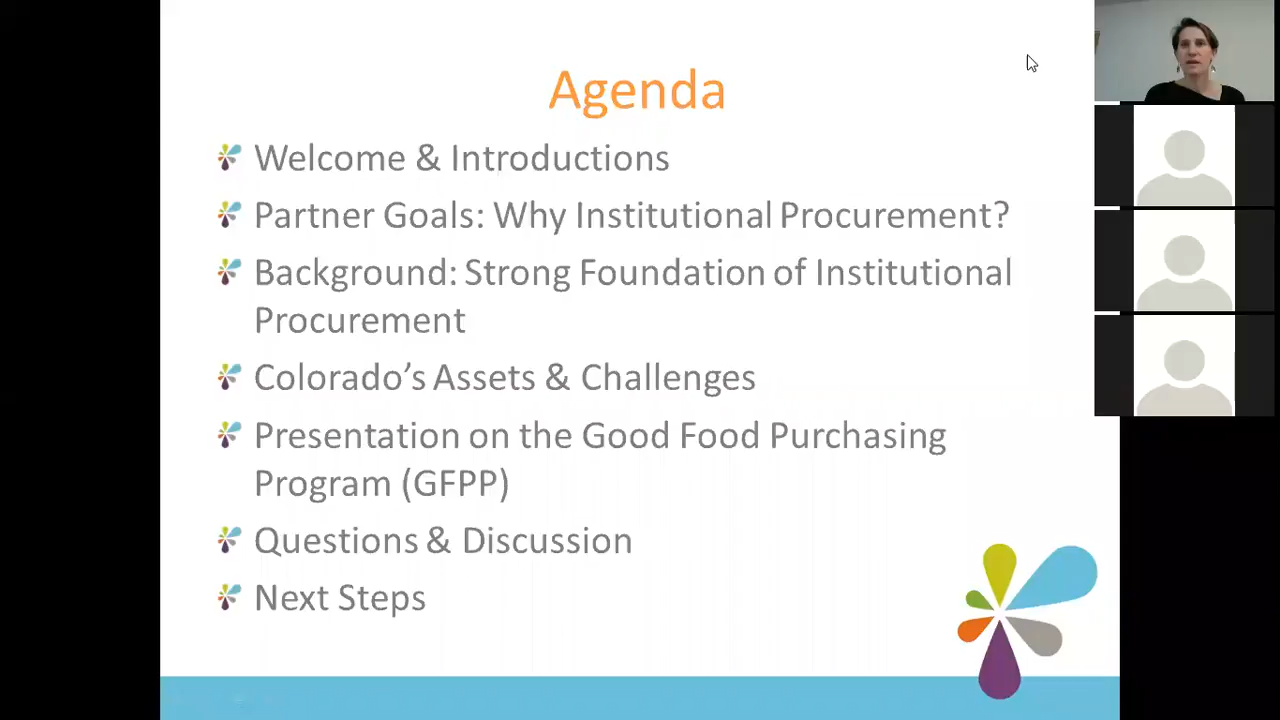 Agenda
Welcome & Introductions
Partner Goals: Why Institutional Procurement?
Background: Strong Foundation of Institutional
Procurement
Colorado’s Assets & Challenges
Presentation on the Good Food Purchasing
Program (GFPP)
Questions & Discussion
Next Steps